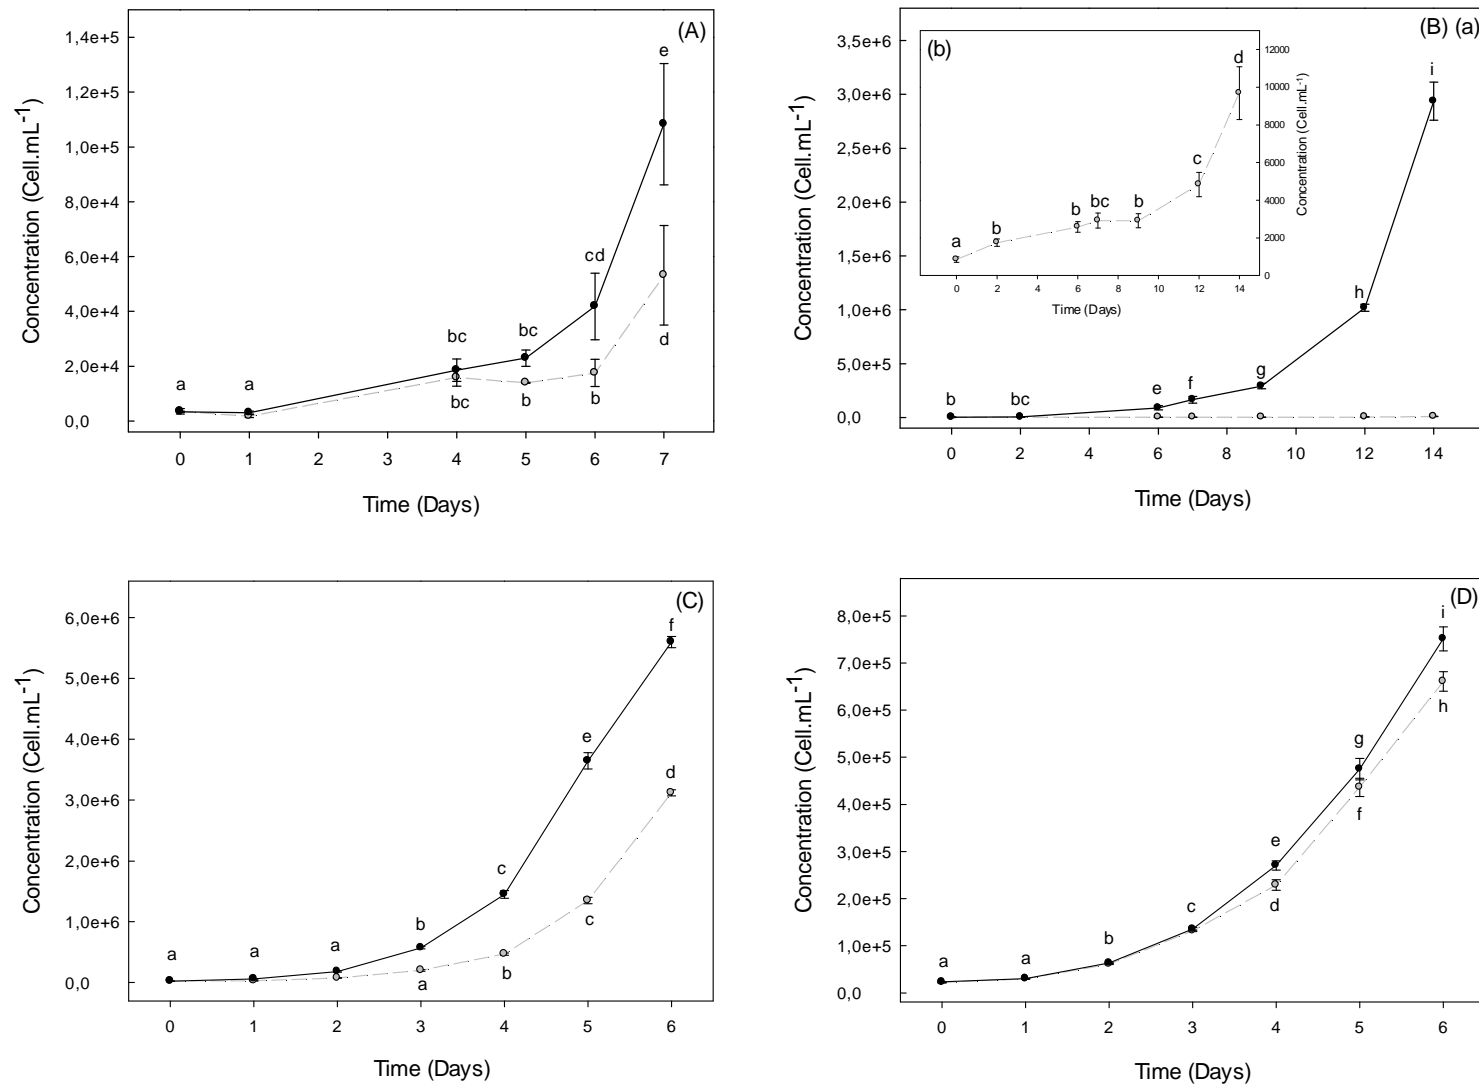 (A)
Concentration (Cell.mL-1)
1,4e+5
1,2e+5
1,0e+5
8,0e+4
6,0e+4
4,0e+4
2,0e+4
0,0
a a bc bc cd e
bc b b d
0 1 2 3 4 5 6 7
Time (Days)
(B) (a)
Concentration (Cell.mL-1)
3,5e+6
3,0e+6
2,5e+6
2,0e+6
1,5e+6
1,0e+6
5,0e+5
0,0
b bc e f g h i
0 2 4 6 8 10 12 14
Time (Days)
(b)
a b b bc b c d
12000
10000
8000
6000
4000
2000
0
Concentration (Cell.mL-1)
0 2 4 6 8 10 12 14
Time (Days)
(C)
Concentration (Cell.mL-1)
6,0e+6
5,0e+6
4,0e+6
3,0e+6
2,0e+6
1,0e+6
0,0
a a a b c e f
a b c d
0 1 2 3 4 5 6
Time (Days)
(D)
Concentration (Cell.mL-1)
8,0e+5
7,0e+5
6,0e+5
5,0e+5
4,0e+5
3,0e+5
2,0e+5
1,0e+5
0,0
a a b c e g i
d f h
0 1 2 3 4 5 6
Time (Days)